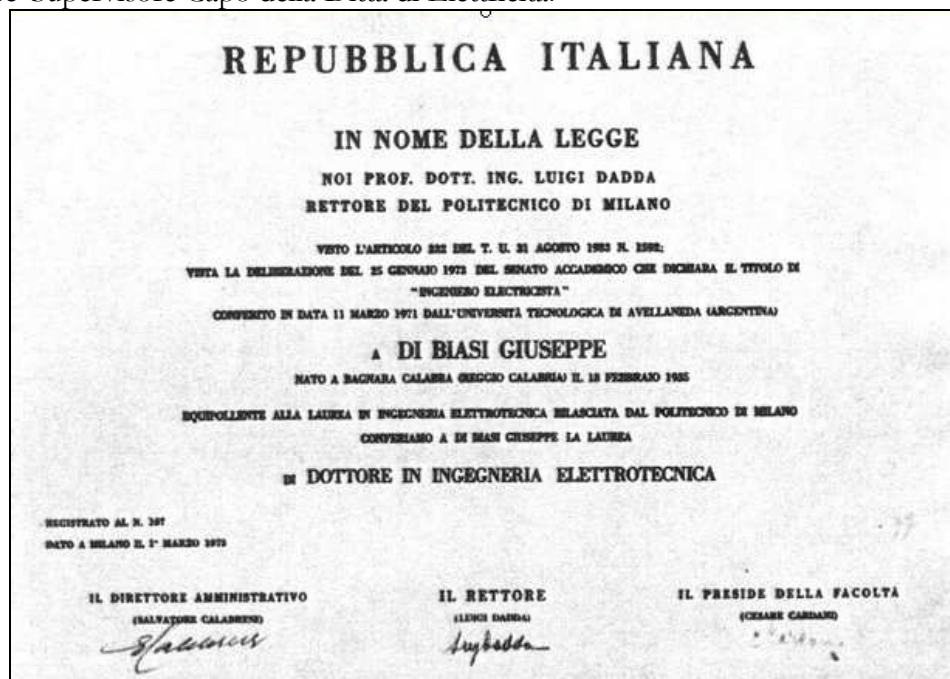 REPUBBLICA ITALIANA
IN NOME DELLA LEGGE
NOI PROF. DOTT. ING. LUIGI DADDA
RETTORE DEL POLITECNICO DI MILANO
VISTO L'ARTICOLO 332 DEL T. U. 31 AGOSTO 1933 N. 1592;
VISTA LA DELIBERAZIONE DEL 25 GENNAIO 1973 DEL SENATO ACCADEMICO CHE DICHIARA IL TITOLO DI
"INGENIERO ELECTRICISTA"
CONFERITO IN DATA 11 MARZO 1971 DALL'UNIVERSITÀ TECNOLOGICA DI AVELLANEDA (ARGENTINA)
A DI BIASI GIUSEPPE
NATO A BAGNARA CALABRA (REGGIO CALABRIA) IL 18 FEBBRAIO 1935
EQUIPOLLENTE ALLA LAUREA IN INGEGNERIA ELETTROTECNICA RILASCIATA DAL POLITECNICO DI MILANO
CONFERIAMO A DI BIASI GIUSEPPE LA LAUREA
DI DOTTORE IN INGEGNERIA ELETTROTECNICA
REGISTRATO AL N.
DATO A MILANO IL 1° MARZO 1973
IL DIRETTORE AMMINISTRATIVO
(SALVATORE CALABRESE)
IL RETTORE
(LUIGI DADDA)
IL PRESIDE DELLA FACOLTÀ
(CESARE CARDANI)